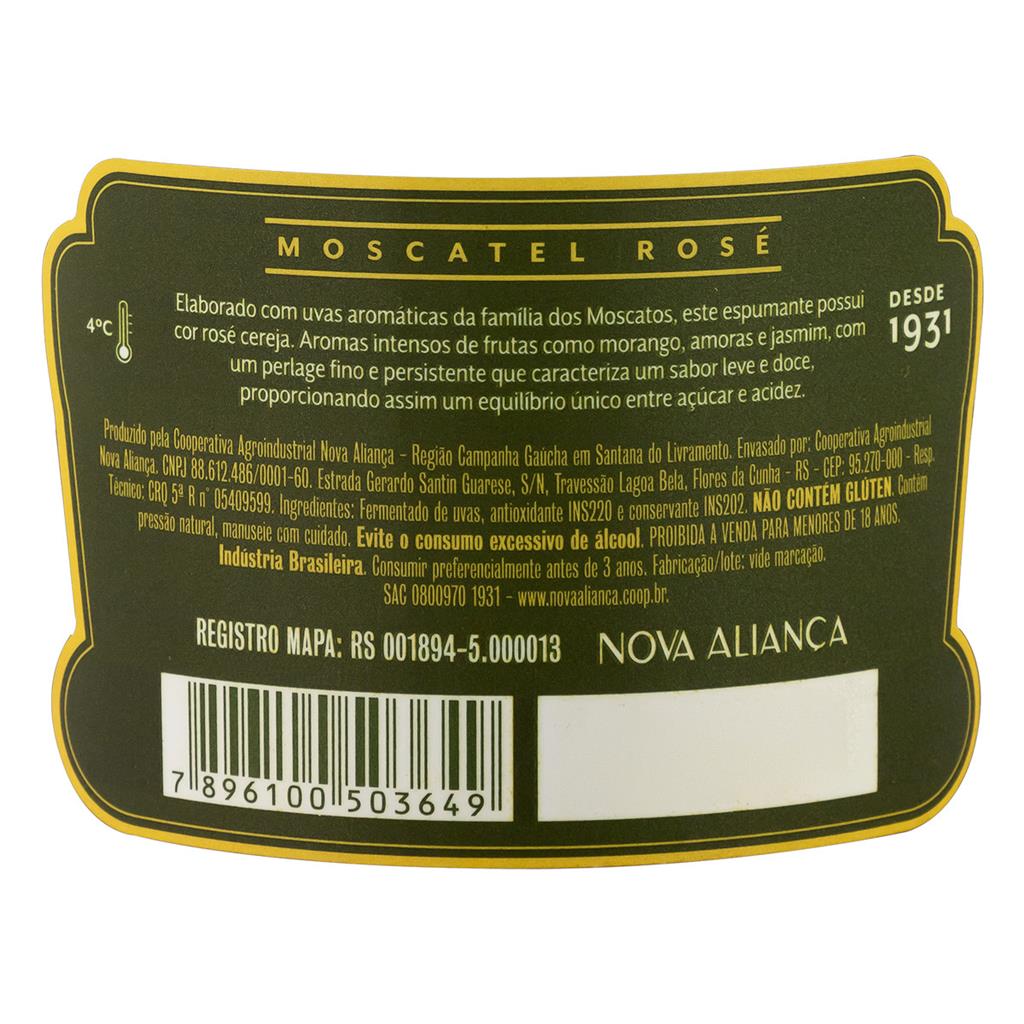 MOSCATEL ROSÉ
4ºC
Elaborado com uvas aromáticas da família dos Moscatos, este espumante possui
cor rosé cereja. Aromas intensos de frutas como morango, amoras e jasmim, com
um perlage fino e persistente que caracteriza um sabor leve e doce,
proporcionando assim um equilíbrio único entre açúcar e acidez.
DESDE
1931
Produzido pela Cooperativa Agroindustrial Nova Aliança – Região Campanha Gaúcha em Santana do Livramento. Envasado por: Cooperativa Agroindustrial
Nova Aliança. CNPJ 88.612.486/0001-60. Estrada Gerardo Santin Guarese, S/N, Travessão Lagoa Bela, Flores da Cunha – RS – CEP: 95.270-000 – Resp.
Técnico: CRQ 5ª R nº 05409599. Ingredientes: Fermentado de uvas, antioxidante INS220 e conservante INS202. NÃO CONTÉM GLÚTEN. Contém
pressão natural, manuseie com cuidado. Evite o consumo excessivo de álcool. PROIBIDA A VENDA PARA MENORES DE 18 ANOS.
Indústria Brasileira. Consumir preferencialmente antes de 3 anos. Fabricação/lote: vide marcação.
SAC 0800970 1931 – www.novaalianca.coop.br.
REGISTRO MAPA: RS 001894-5.000013
NOVA ALIANÇA
7 896100 503649